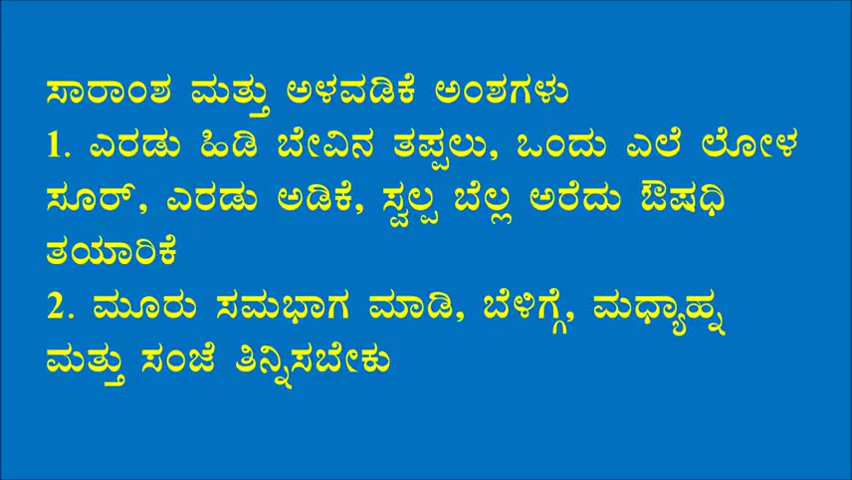 ಸಾರಾಂಶ ಮತ್ತು ಅಳವಡಿಕೆ ಅಂಶಗಳು
1. ಎರಡು ಹಿಡಿ ಬೇವಿನ ತಪ್ಪಲು, ಒಂದು ಎಲೆ ಲೋಳ
ಸೂರ್, ಎರಡು ಅಡಿಕೆ, ಸ್ವಲ್ಪ ಬೆಲ್ಲ ಅರೆದು ಔಷಧಿ
ತಯಾರಿಕೆ
2. ಮೂರು ಸಮಭಾಗ ಮಾಡಿ, ಬೆಳಿಗ್ಗೆ, ಮಧ್ಯಾಹ್ನ
ಮತ್ತು ಸಂಜೆ ತಿನ್ನಿಸಬೇಕು